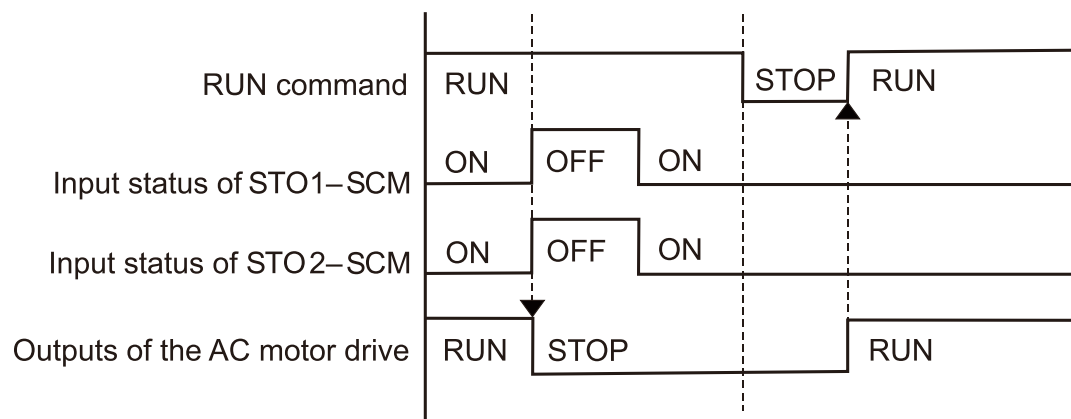 RUN command RUN STOP RUN
Input status of STO1–SCM ON OFF ON
Input status of STO2–SCM ON OFF ON
Outputs of the AC motor drive RUN STOP RUN